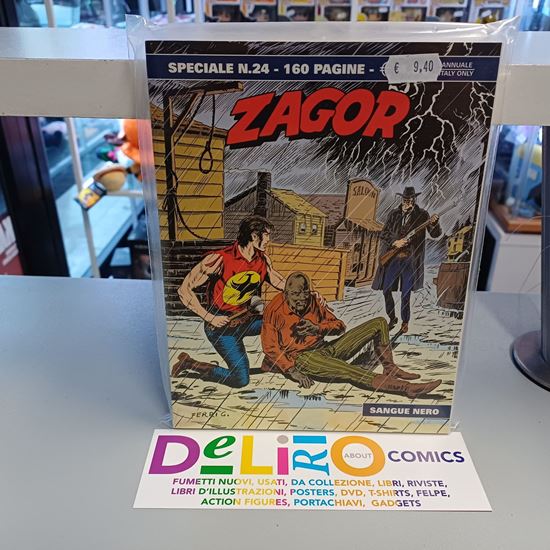 SPECIALE N.24 - 160 PAGINE - €
€ 9,40
ANNUALE
ITALY ONLY
ZAGOR
SALOON
FERRI G.
SANGUE NERO
DeLiRiO ABOUT COMICS
FUMETTI NUOVI, USATI, DA COLLEZIONE, LIBRI, RIVISTE,
LIBRI D'ILLUSTRAZIONI, POSTERS, DVD, T-SHIRTS, FELPE,
ACTION FIGURES, PORTACHIAVI, GADGETS